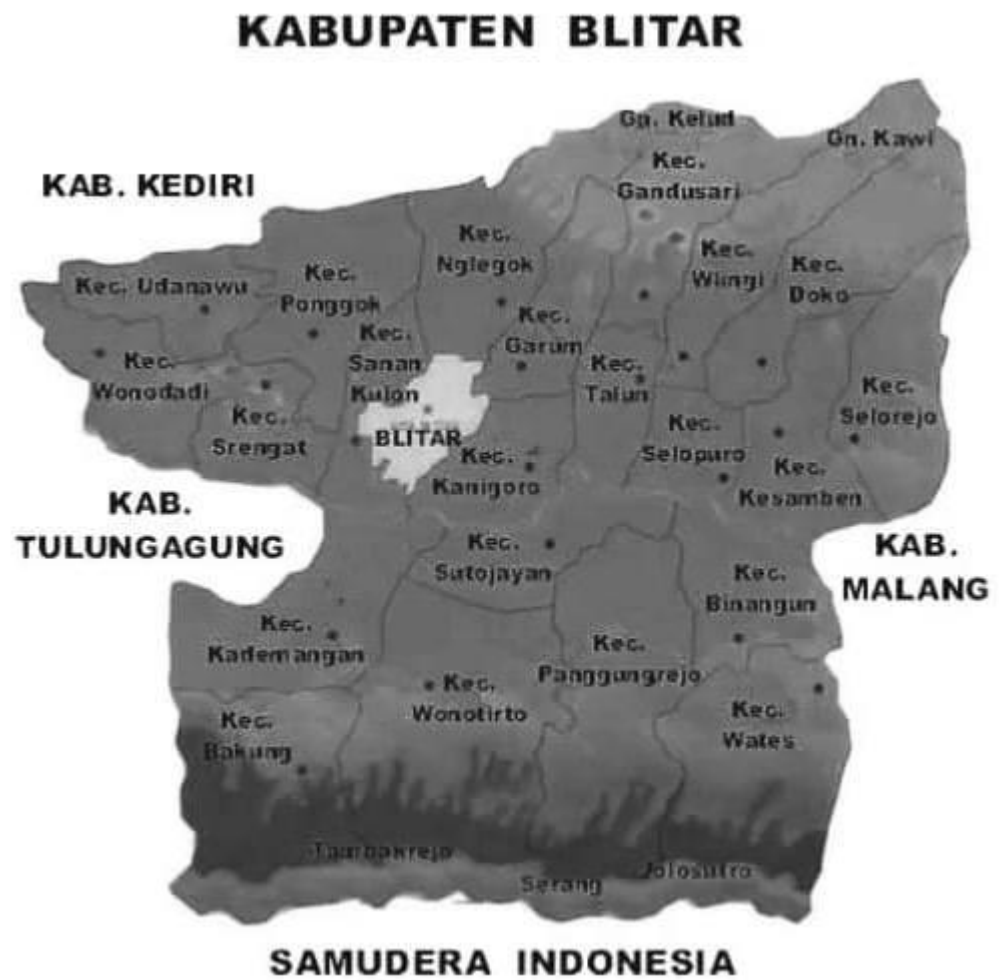 KABUPATEN BLITAR
Gn. Kelud
Gn. Kawi
Kec.
Gandusari
KAB. KEDIRI
Kec.
Nglegok
Kec.
Wlingi
Kec.
Doko
Kec. Udanawu
Kec.
Ponggok
Kec.
Garum
Kec.
Sanan
Kulon
Kec.
Wonodadi
Kec.
Talun
Kec.
Selorejo
Kec.
Srengat
BLITAR
Kec.
Selopuro
Kec.
Kanigoro
Kec.
Kesamben
KAB.
TULUNGAGUNG
Kec.
Sutojayan
KAB.
MALANG
Kec.
Binangun
Kec.
Kademangan
Kec.
Panggungrejo
Kec.
Wonotirto
Kec.
Bakung
Kec.
Wates
Tambakrejo
Serang
Jolosutro
SAMUDERA INDONESIA